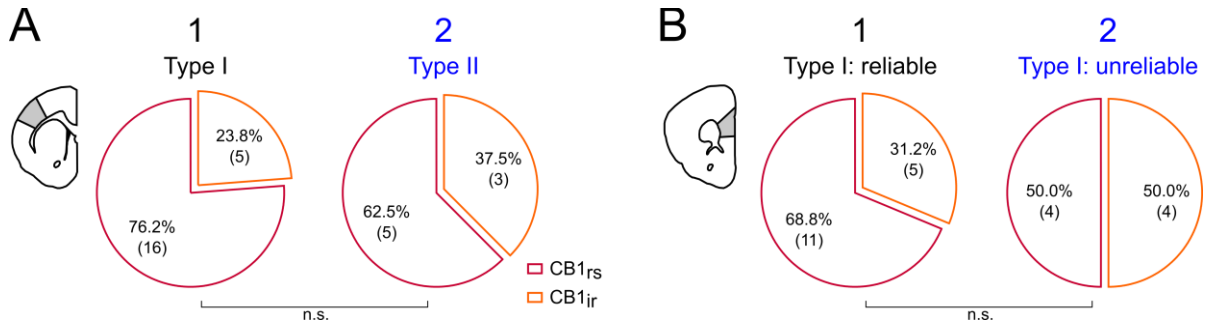 A
1
Type I
2
Type II
23.8%
(5)
76.2%
(16)
37.5%
(3)
62.5%
(5)
CB1rs
CB1ir
n.s.
B
1
Type I: reliable
2
Type I: unreliable
31.2%
(5)
68.8%
(11)
50.0%
(4)
50.0%
(4)
n.s.